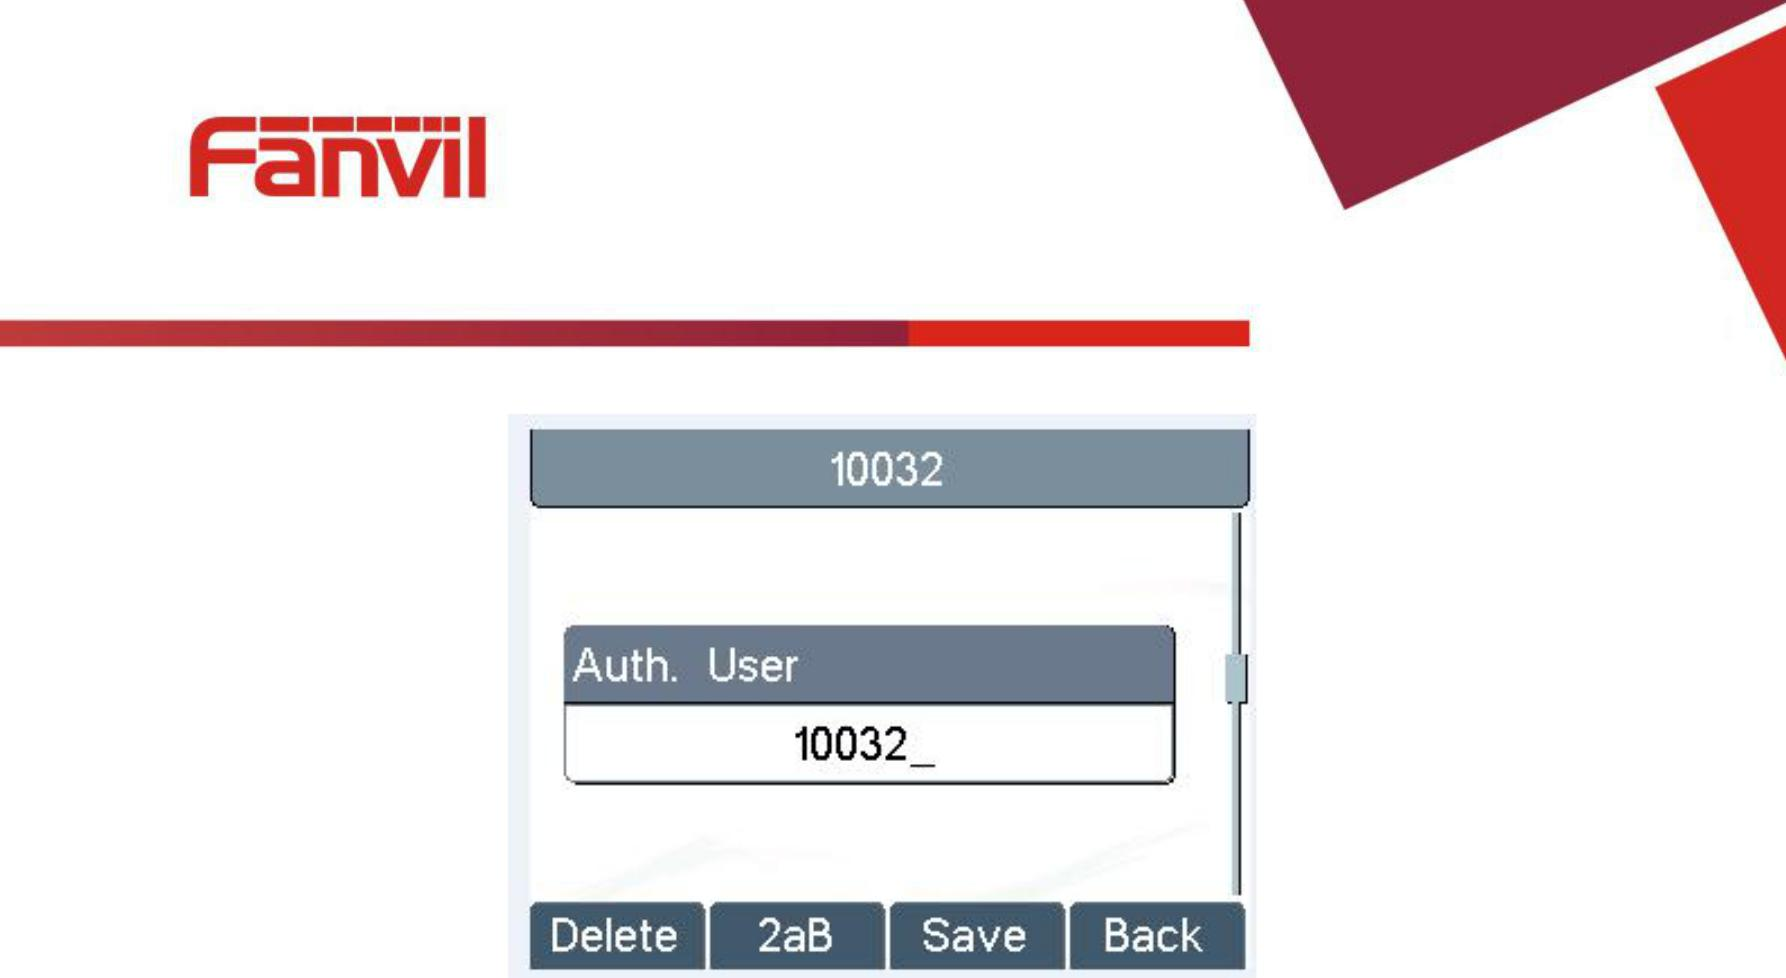 Fanvil
10032
Auth. User
10032_
Delete 2aB Save Back